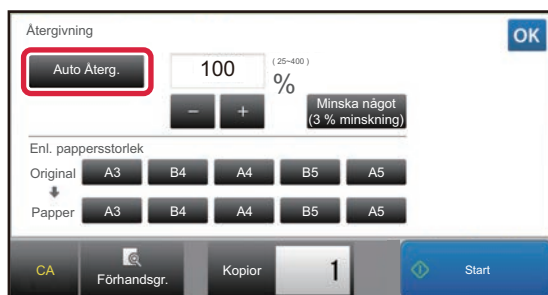 Återgivning
OK
Auto Återg.
100
(25~400)
%
－
＋
Minska något
(3 % minskning)
Enl. pappersstorlek
Original A3 B4 A4 B5 A5
Papper A3 B4 A4 B5 A5
CA
Förhandsgr.
Kopior
1
Start